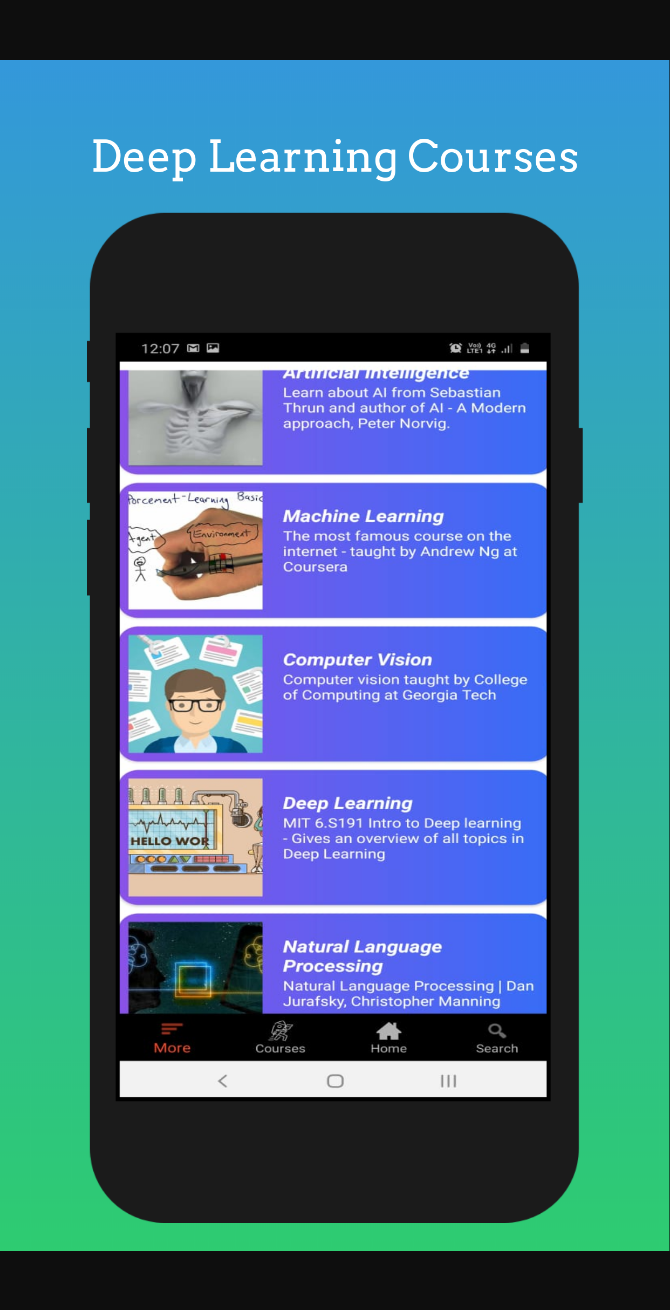 Deep Learning Courses
12:07
Vo)) 4G
LTE1
Artificial Intelligence
Learn about AI from Sebastian
Thrun and author of AI - A Modern
approach, Peter Norvig.
forcement-Learning Basic
Agent
Environment
Machine Learning
The most famous course on the
internet - taught by Andrew Ng at
Coursera
Computer Vision
Computer vision taught by College
of Computing at Georgia Tech
HELLO WOR
Deep Learning
MIT 6.S191 Intro to Deep learning
- Gives an overview of all topics in
Deep Learning
Natural Language
Processing
Natural Language Processing | Dan
Jurafsky, Christopher Manning
More
Courses
Home
Search